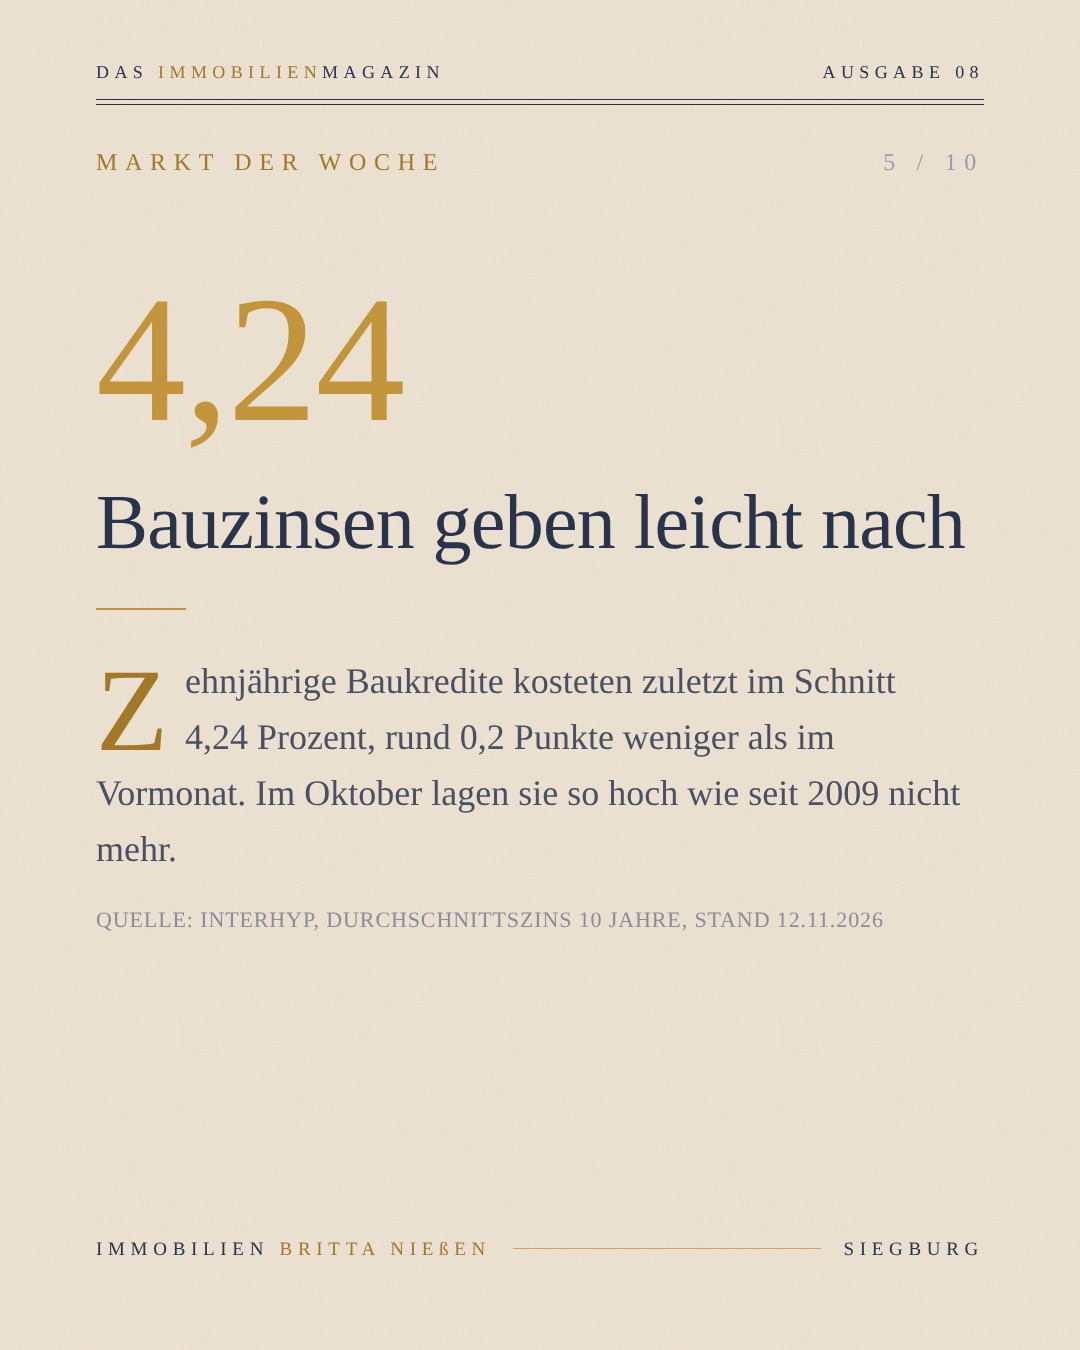 DAS IMMOBILIENMAGAZIN AUSGABE 08
MARKT DER WOCHE 5 / 10
4,24
Bauzinsen geben leicht nach
Zehnjährige Baukredite kosteten zuletzt im Schnitt
4,24 Prozent, rund 0,2 Punkte weniger als im
Vormonat. Im Oktober lagen sie so hoch wie seit 2009 nicht
mehr.
QUELLE: INTERHYP, DURCHSCHNITTSZINS 10 JAHRE, STAND 12.11.2026
IMMOBILIEN BRITTA NIEßEN SIEGBURG